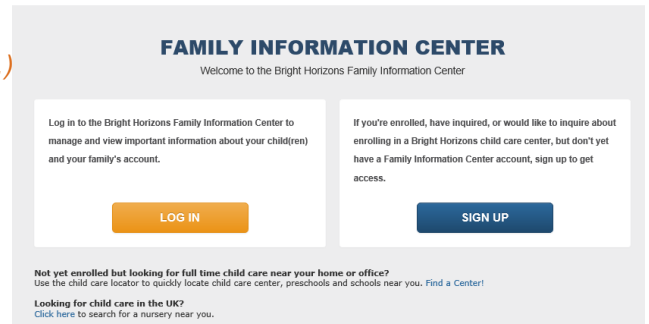 FAMILY INFORMATION CENTER
Welcome to the Bright Horizons Family Information Center
Log in to the Bright Horizons Family Information Center to
manage and view important information about your child(ren)
and your family's account.
LOG IN
If you're enrolled, have inquired, or would like to inquire about
enrolling in a Bright Horizons child care center, but don't yet
have a Family Information Center account, sign up to get
access.
SIGN UP
Not yet enrolled but looking for full time child care near your home or office?
Use the child care locator to quickly locate child care center, preschools and schools near you. Find a Center!
Looking for child care in the UK?
Click here to search for a nursery near you.